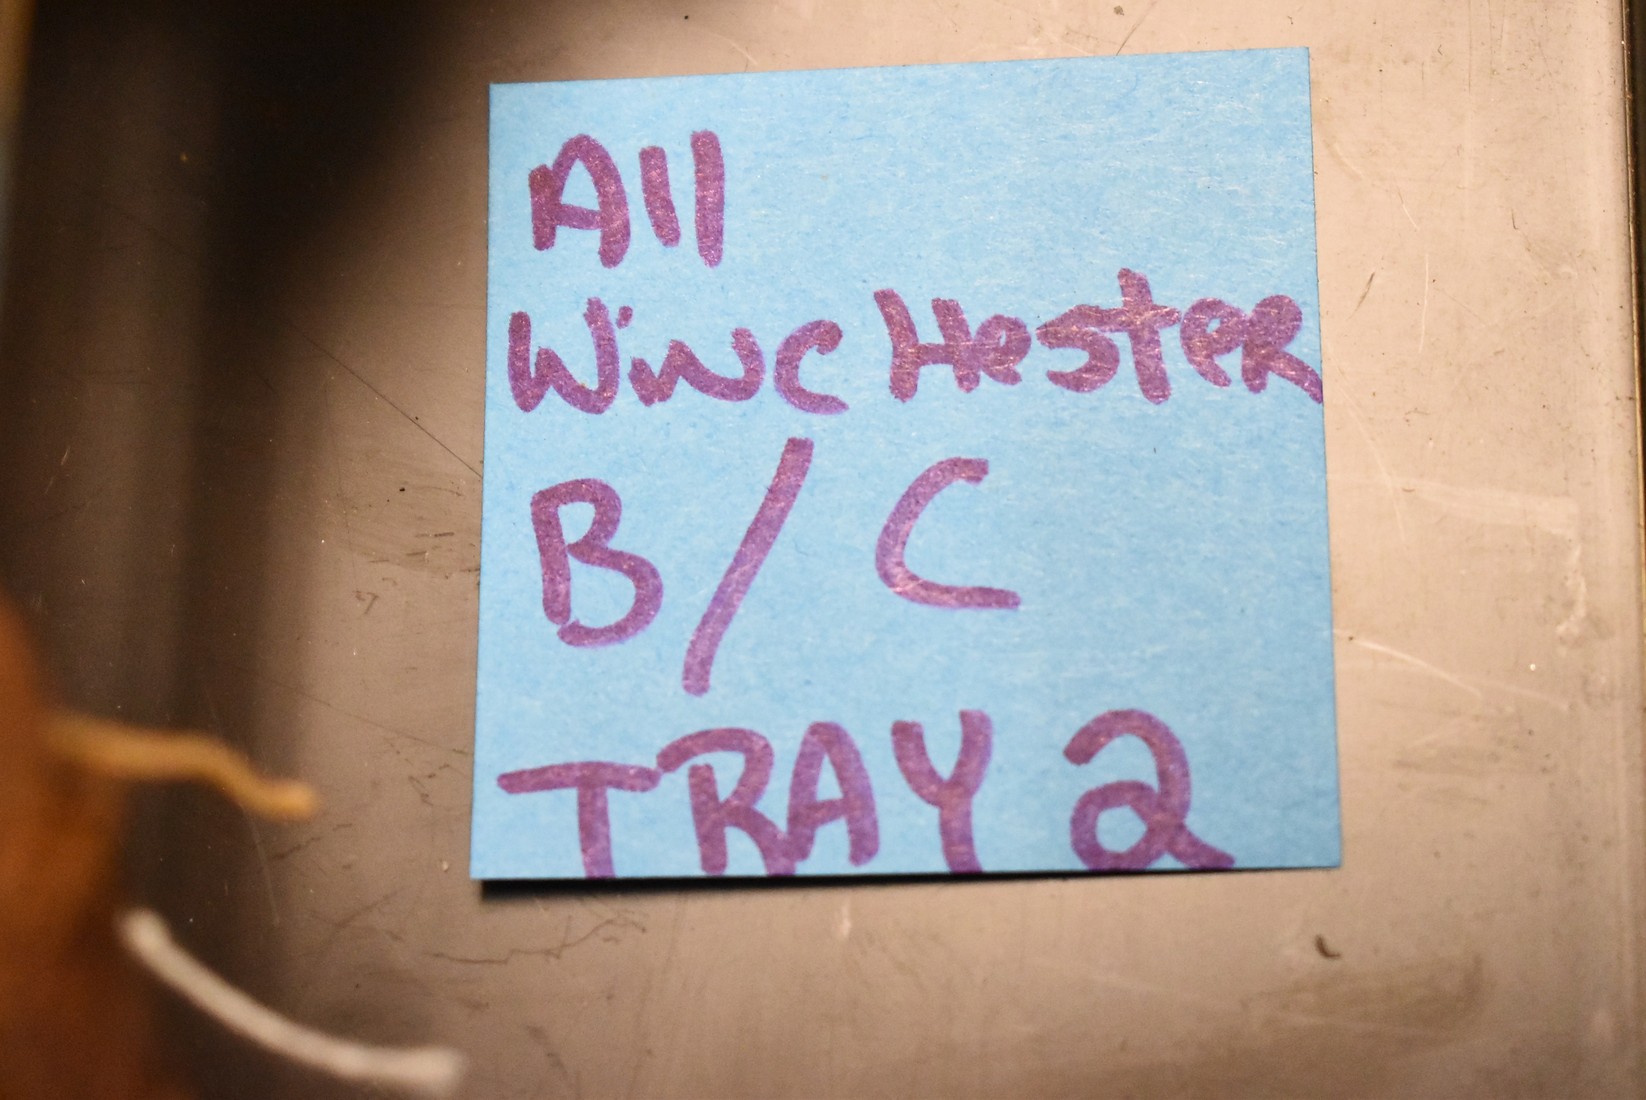 All
WincHester
B/C
TRAY 2